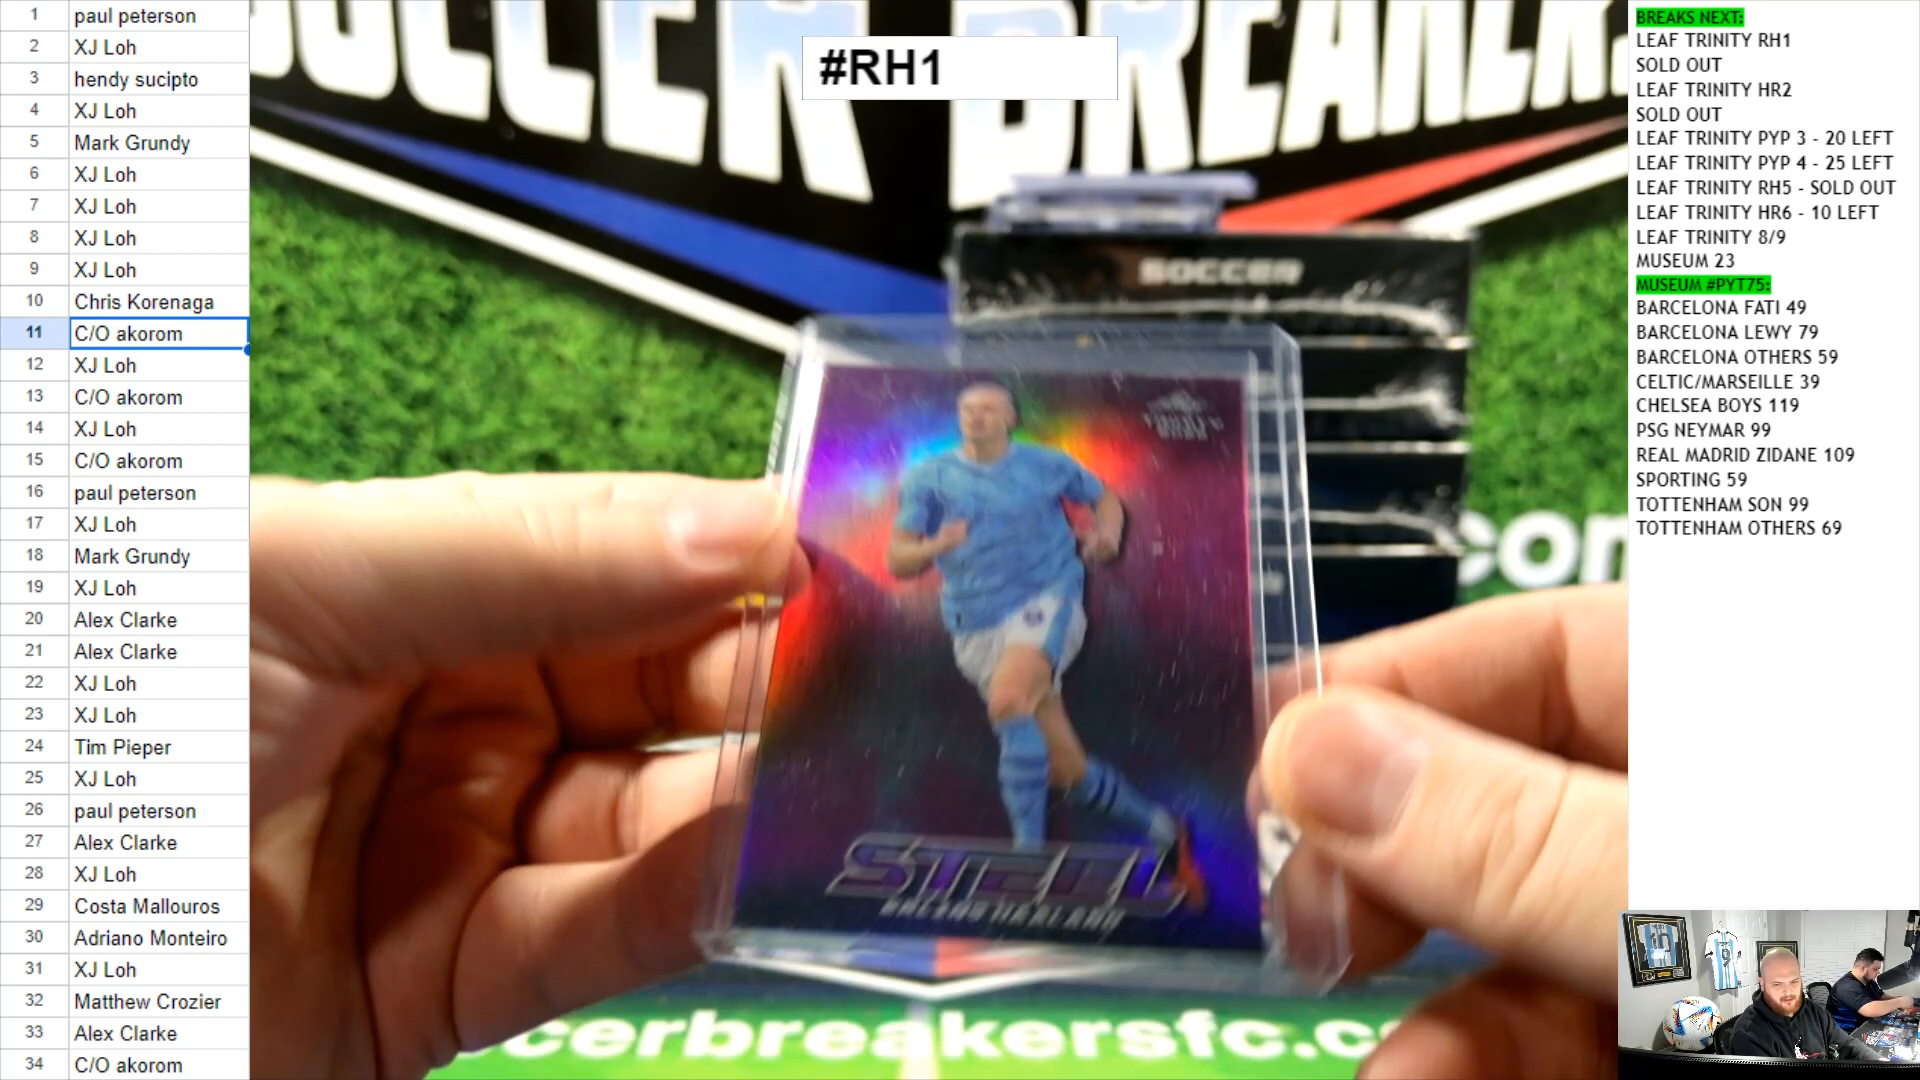 1 paul peterson
2 XJ Loh
3 hendy sucipto
4 XJ Loh
5 Mark Grundy
6 XJ Loh
7 XJ Loh
8 XJ Loh
9 XJ Loh
10 Chris Korenaga
11 C/O akorom
12 XJ Loh
13 C/O akorom
14 XJ Loh
15 C/O akorom
16 paul peterson
17 XJ Loh
18 Mark Grundy
19 XJ Loh
20 Alex Clarke
21 Alex Clarke
22 XJ Loh
23 XJ Loh
24 Tim Pieper
25 XJ Loh
26 paul peterson
27 Alex Clarke
28 XJ Loh
29 Costa Mallouros
30 Adriano Monteiro
31 XJ Loh
32 Matthew Crozier
33 Alex Clarke
34 C/O akorom
SOCCER BREAKERS
#RH1
SOCCER
STEEL
ERLING HAALAND
.com
soccerbreakersfc.c
BREAKS NEXT:
LEAF TRINITY RH1
SOLD OUT
LEAF TRINITY HR2
SOLD OUT
LEAF TRINITY PYP 3 - 20 LEFT
LEAF TRINITY PYP 4 - 25 LEFT
LEAF TRINITY RH5 - SOLD OUT
LEAF TRINITY HR6 - 10 LEFT
LEAF TRINITY 8/9
MUSEUM 23
MUSEUM #PYT75:
BARCELONA FATI 49
BARCELONA LEWY 79
BARCELONA OTHERS 59
CELTIC/MARSEILLE 39
CHELSEA BOYS 119
PSG NEYMAR 99
REAL MADRID ZIDANE 109
SPORTING 59
TOTTENHAM SON 99
TOTTENHAM OTHERS 69